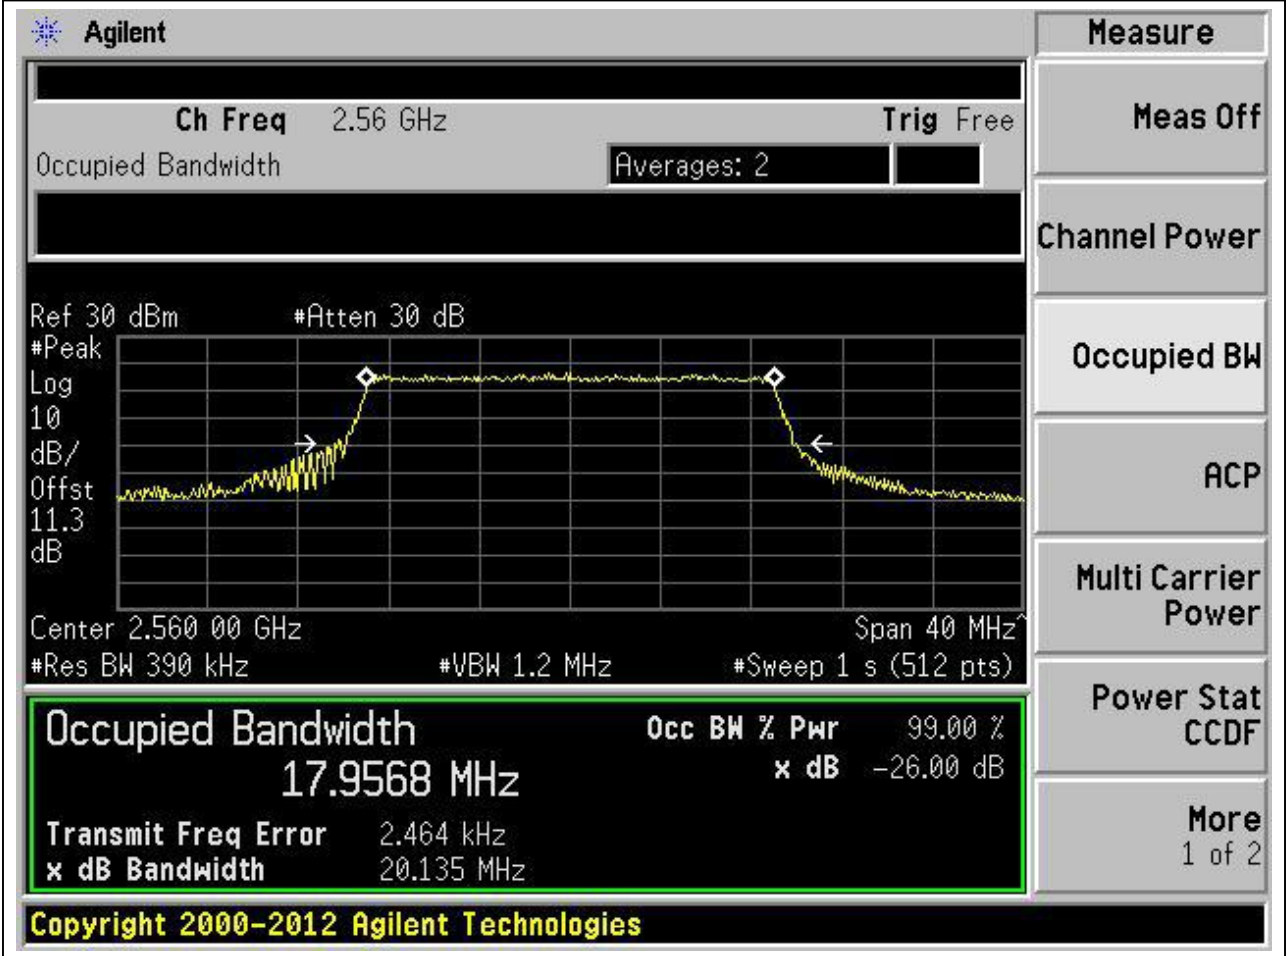 Agilent
Measure
Ch Freq 2.56 GHz Trig Free
Occupied Bandwidth Averages: 2
Meas Off
Channel Power
Occupied BW
ACP
Multi Carrier
Power
Power Stat
CCDF
More
1 of 2
Ref 30 dBm #Atten 30 dB
#Peak
Log
10
dB/
Offst
11.3
dB
Center 2.560 00 GHz Span 40 MHz^
#Res BW 390 kHz #VBW 1.2 MHz #Sweep 1 s (512 pts)
Occupied Bandwidth Occ BW % Pwr 99.00 %
17.9568 MHz x dB -26.00 dB
Transmit Freq Error 2.464 kHz
x dB Bandwidth 20.135 MHz
Copyright 2000-2012 Agilent Technologies